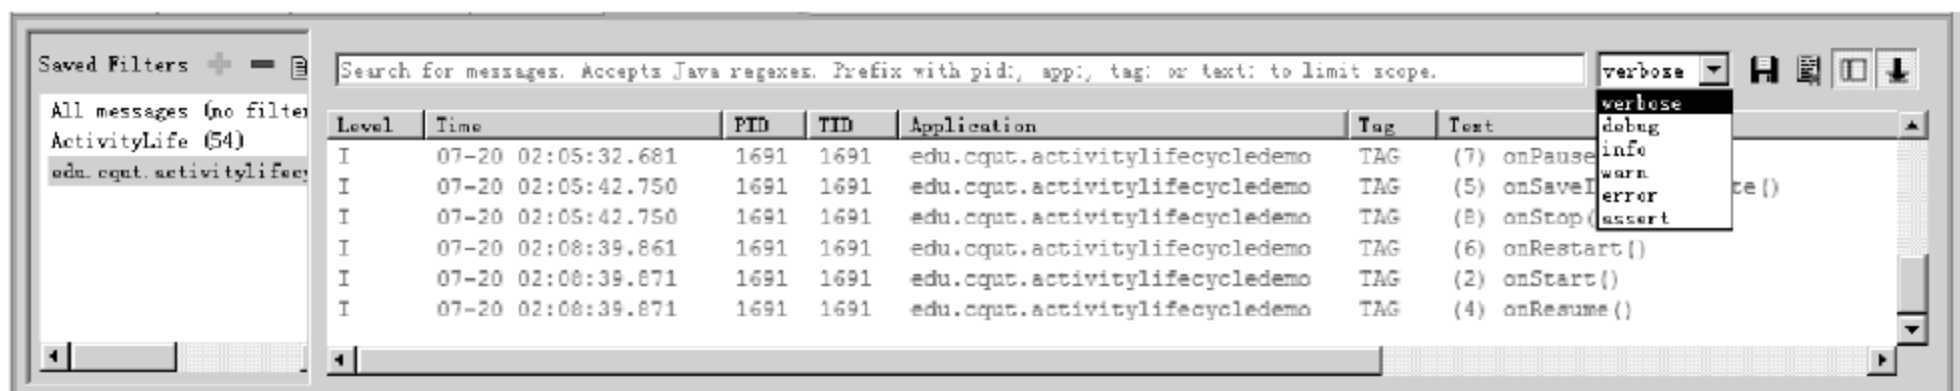 Saved Filters
All messages (no filter
ActivityLife (54)
edu.cqut.activitylifecy
Search for messages. Accepts Java regexes. Prefix with pid:, app:, tag: or text: to limit scope.
verbose
verbose
debug
info
warn
error
assert
Level Time PID TID Application Tag Text
I 07-20 02:05:32.681 1691 1691 edu.cqut.activitylifecycledemo TAG (7) onPause
I 07-20 02:05:42.750 1691 1691 edu.cqut.activitylifecycledemo TAG (5) onSave te()
I 07-20 02:05:42.750 1691 1691 edu.cqut.activitylifecycledemo TAG (8) onStop(
I 07-20 02:08:39.861 1691 1691 edu.cqut.activitylifecycledemo TAG (6) onRestart()
I 07-20 02:08:39.871 1691 1691 edu.cqut.activitylifecycledemo TAG (2) onStart()
I 07-20 02:08:39.871 1691 1691 edu.cqut.activitylifecycledemo TAG (4) onResume()